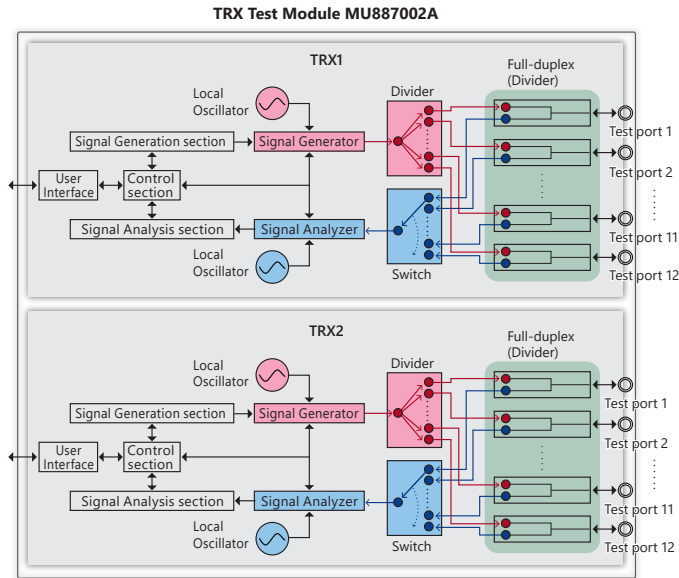 TRX Test Module MU887002A
TRX1
Full-duplex
(Divider)
Local
Oscillator
Divider
Signal Generation section
Signal Generator
Test port 1
User
Interface
Control
section
Test port 2
Signal Analysis section
Signal Analyzer
Test port 11
Local
Oscillator
Switch
Test port 12
TRX2
Full-duplex
(Divider)
Local
Oscillator
Divider
Signal Generation section
Signal Generator
Test port 1
User
Interface
Control
section
Test port 2
Signal Analysis section
Signal Analyzer
Test port 11
Local
Oscillator
Switch
Test port 12